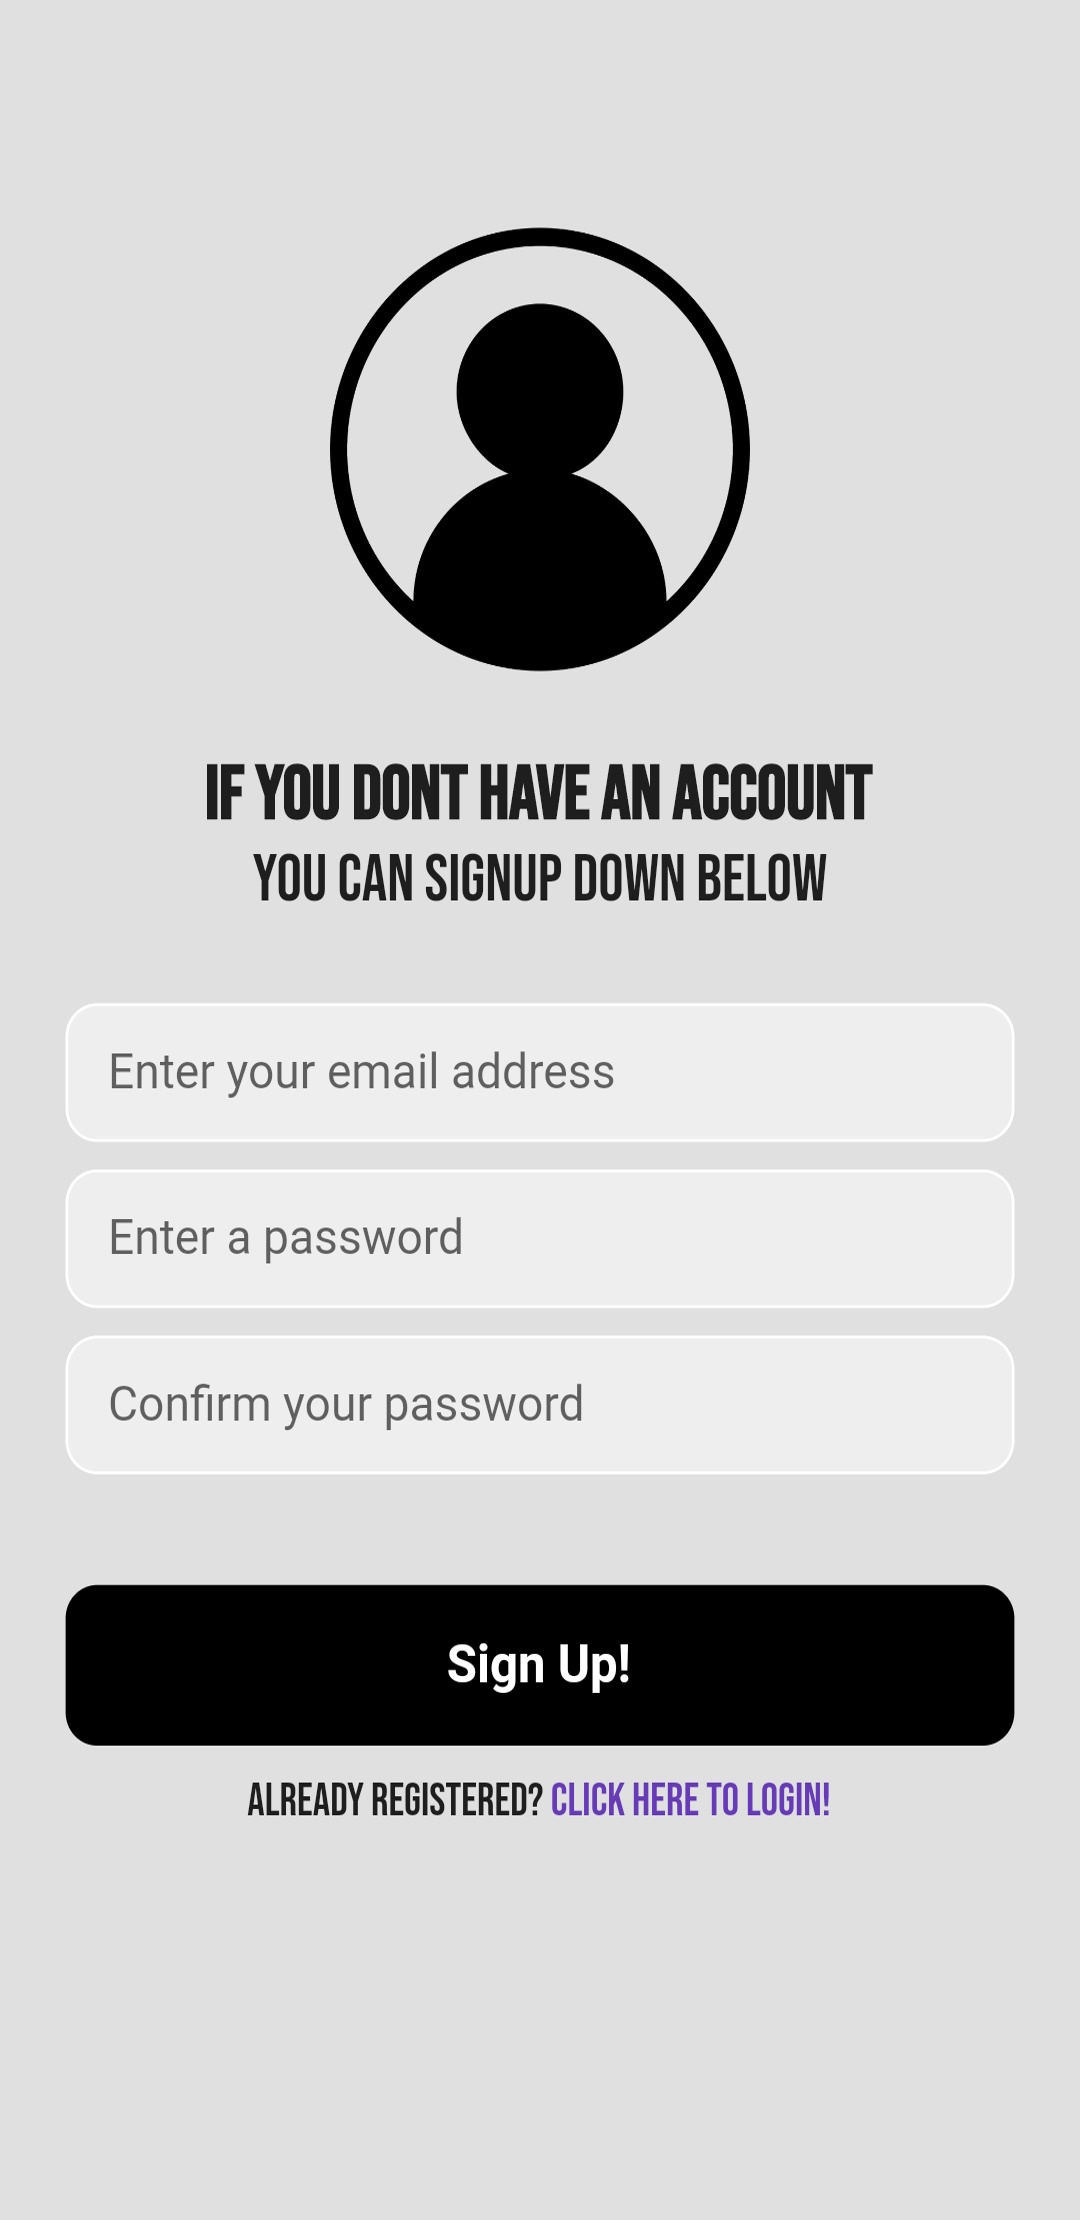 IF YOU DONT HAVE AN ACCOUNT
YOU CAN SIGNUP DOWN BELOW
Enter your email address
Enter a password
Confirm your password
Sign Up!
ALREADY REGISTERED? CLICK HERE TO LOGIN!